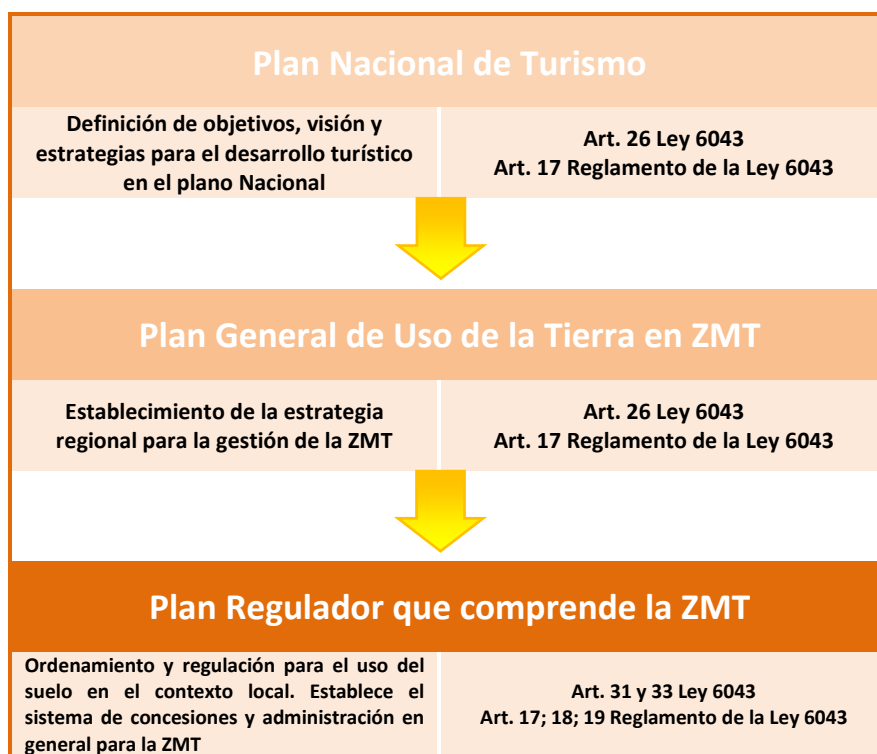 Plan Nacional de Turismo
Definición de objetivos, visión y
estrategias para el desarrollo turístico
en el plano Nacional
Art. 26 Ley 6043
Art. 17 Reglamento de la Ley 6043
Plan General de Uso de la Tierra en ZMT
Establecimiento de la estrategia
regional para la gestión de la ZMT
Art. 26 Ley 6043
Art. 17 Reglamento de la Ley 6043
Plan Regulador que comprende la ZMT
Ordenamiento y regulación para el uso del
suelo en el contexto local. Establece el
sistema de concesiones y administración en
general para la ZMT
Art. 31 y 33 Ley 6043
Art. 17; 18; 19 Reglamento de la Ley 6043